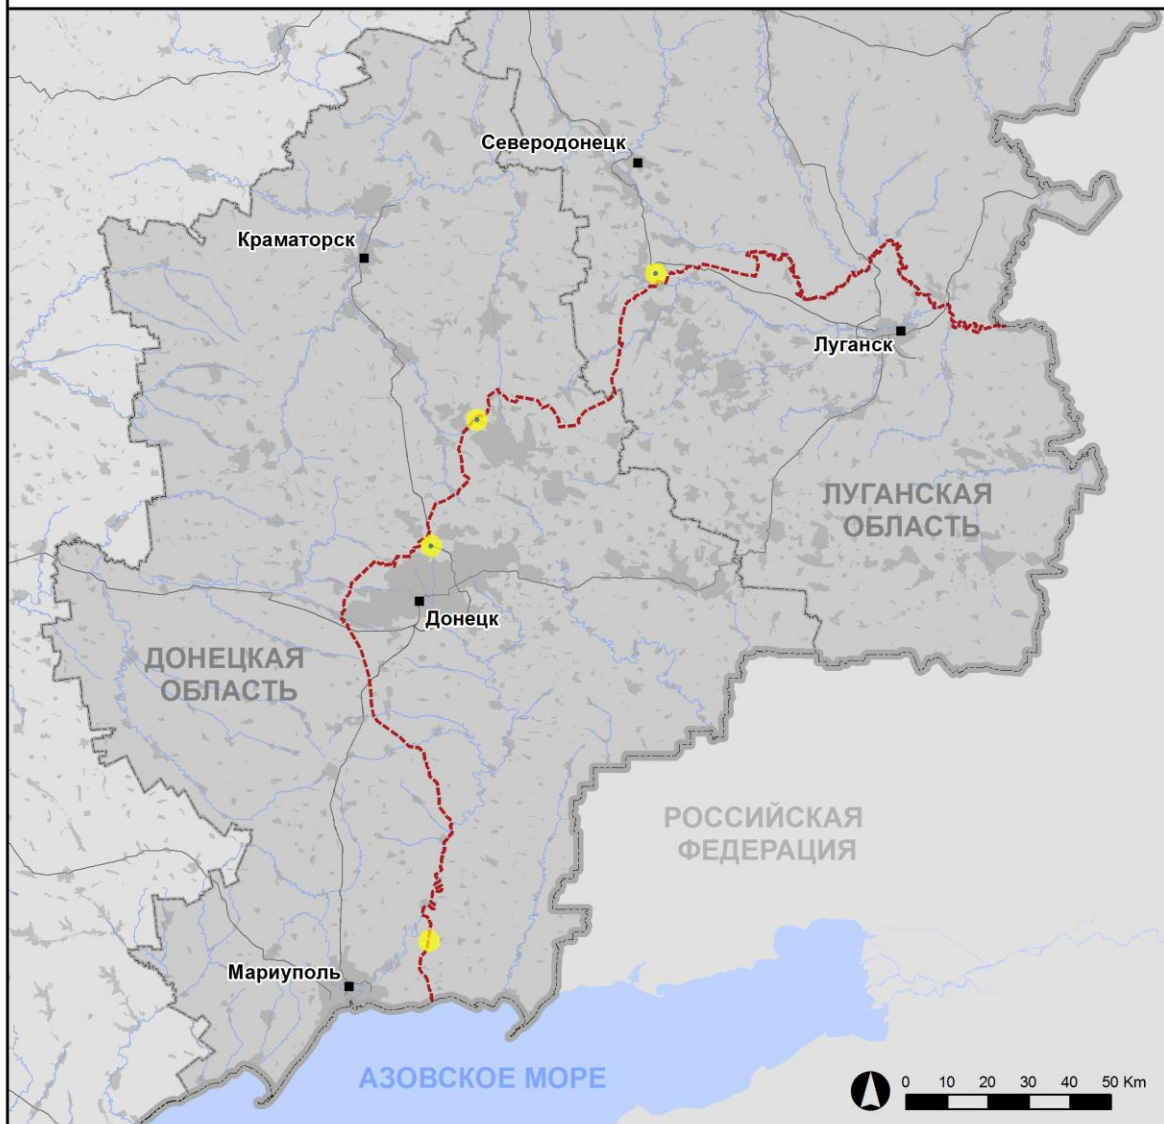 Северодонецк
Краматорск
Луганск
ЛУГАНСКАЯ
ОБЛАСТЬ
Донецк
ДОНЕЦКАЯ
ОБЛАСТЬ
РОССИЙСКАЯ
ФЕДЕРАЦИЯ
Мариуполь
АЗОВСКОЕ МОРЕ
0 10 20 30 40 50 Km